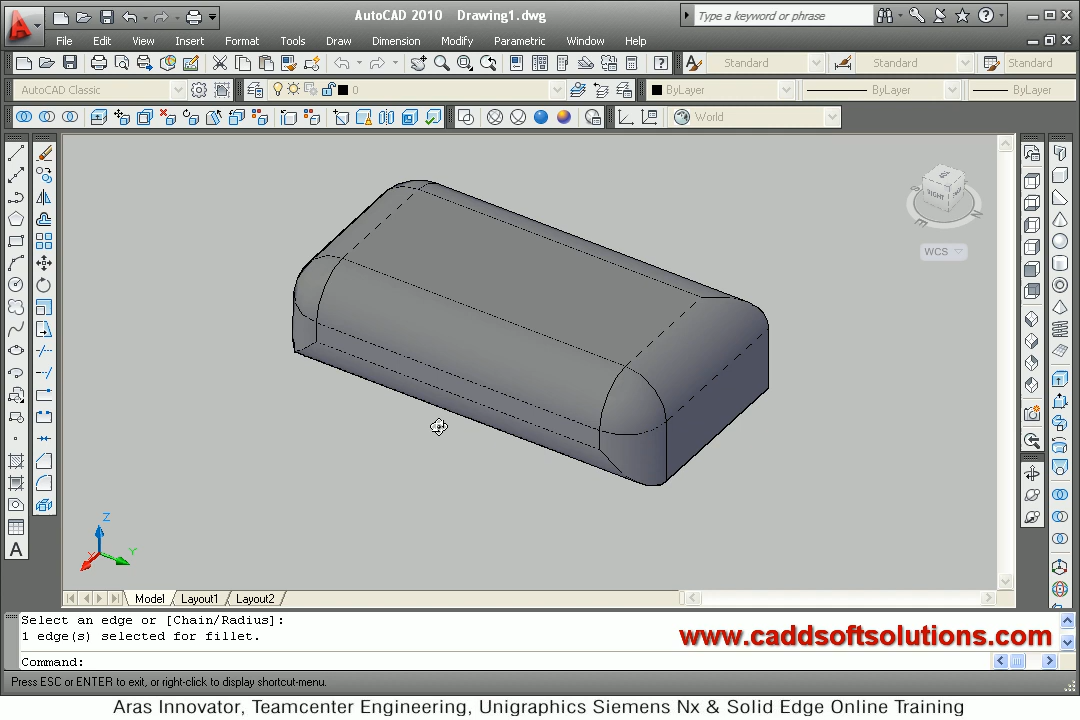 AutoCAD 2010 Drawing1.dwg
Type a keyword or phrase
File Edit View Insert Format Tools Draw Dimension Modify Parametric Window Help
Standard Standard Standard
AutoCAD Classic 0 ByLayer ByLayer ByLayer
World
RIGHT
S
E
N
WCS
Z
X
Y
A
Model Layout1 Layout2
Select an edge or [Chain/Radius]:
1 edge(s) selected for fillet.
www.caddsoftsolutions.com
Command:
Press ESC or ENTER to exit, or right-click to display shortcut-menu.
Aras Innovator, Teamcenter Engineering, Unigraphics Siemens Nx & Solid Edge Online Training